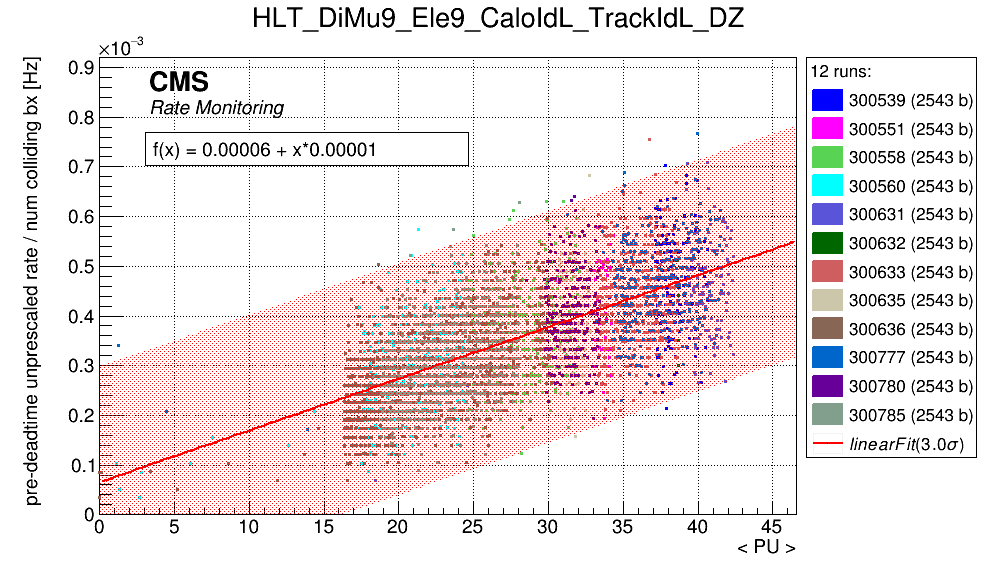 HLT_DiMu9_Ele9_CaloIdL_TrackIdL_DZ
×10⁻³
pre-deadtime unprescaled rate / num colliding bx [Hz]
0.9
0.8
0.7
0.6
0.5
0.4
0.3
0.2
0.1
0
CMS
Rate Monitoring
f(x) = 0.00006 + x*0.00001
0 5 10 15 20 25 30 35 40 45
< PU >
12 runs:
300539 (2543 b)
300551 (2543 b)
300558 (2543 b)
300560 (2543 b)
300631 (2543 b)
300632 (2543 b)
300633 (2543 b)
300635 (2543 b)
300636 (2543 b)
300777 (2543 b)
300780 (2543 b)
300785 (2543 b)
linearFit(3.0σ)